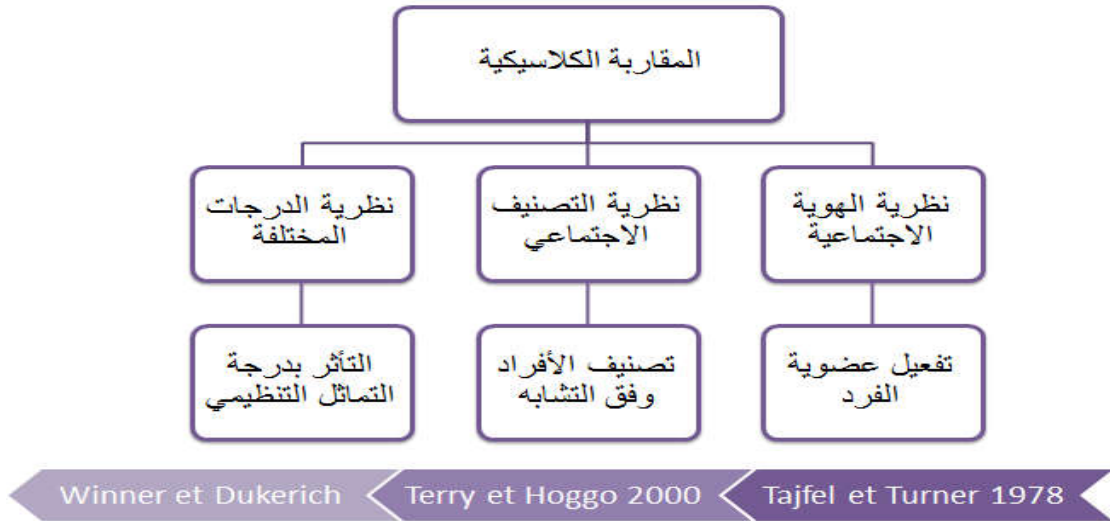 المقاربة الكلاسيكية
نظرية الهوية
الاجتماعية
نظرية التصنيف
الاجتماعي
نظرية الدرجات
المختلفة
تفعيل عضوية
الفرد
تصنيف الأفراد
وفق التشابه
التأثر بدرجة
التماثل التنظيمي
Tajfel et Turner 1978
Terry et Hoggo 2000
Winner et Dukerich